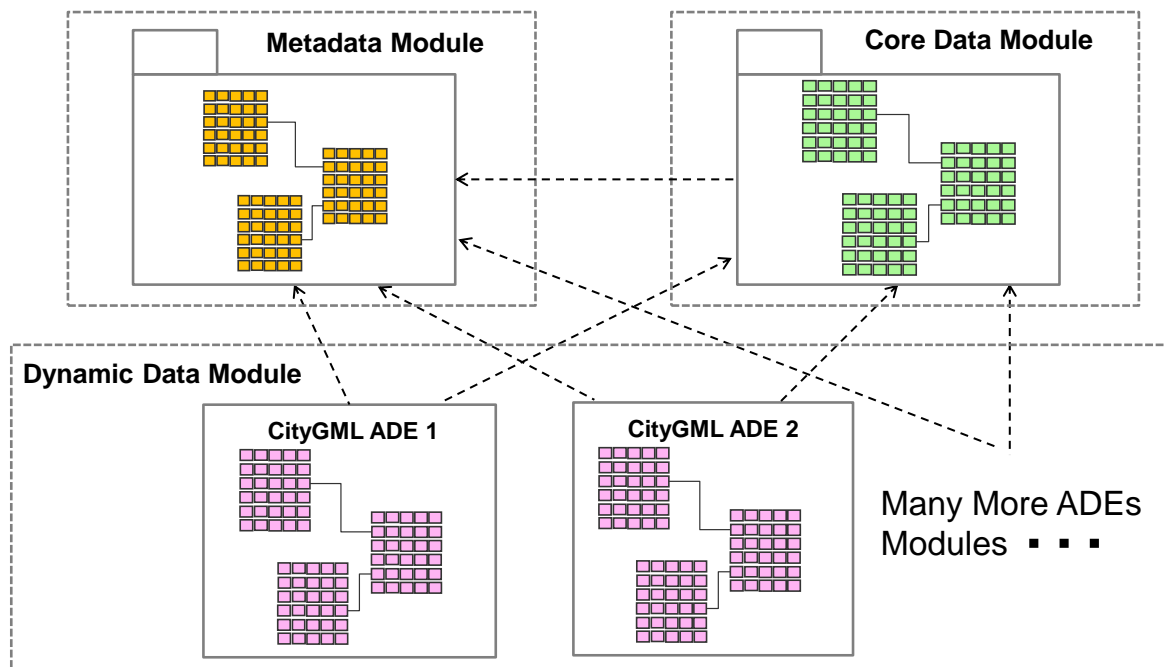 Metadata Module
Core Data Module
Dynamic Data Module
CityGML ADE 1
CityGML ADE 2
Many More ADEs
Modules ▪ ▪ ▪